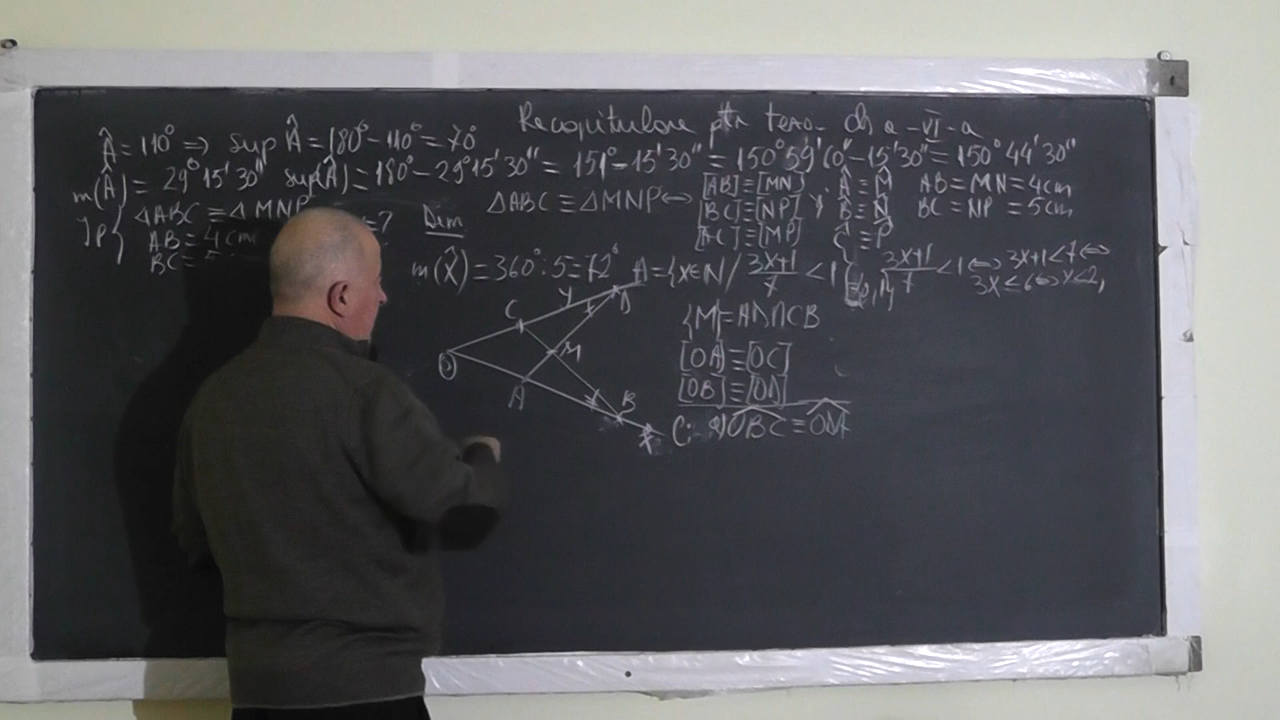 Recapitulare ptr teza- cls a-VI-a
Â=110° => sup Â=180°-110°=70°
m(Â)=29°15'30" sup(Â)=180°-29°15'30"=151°-15'30"=150°59'60"-15'30"=150°44'30"
Ip { ΔABC≡ΔMNP =? Dem ΔABC≡ΔMNP⇔ [AB]≡[MN] Â≡M̂ AB=MN=4cm
AB=4cm [BC]≡[NP] B̂≡N̂ BC=NP=5cm
BC= [AC]≡[MP] Ĉ≡P̂
m(X̂)=360°:5=72° A={x∈N/ 3x+1/7 <1} 3x+1/7 <1⇔3x+1<7⇔
3x<6⇔x<2,
{M}=AD∩CB
[OA]≡[OC]
[OB]≡[OD]
C: a) OBC≡
O C Y D M A B X